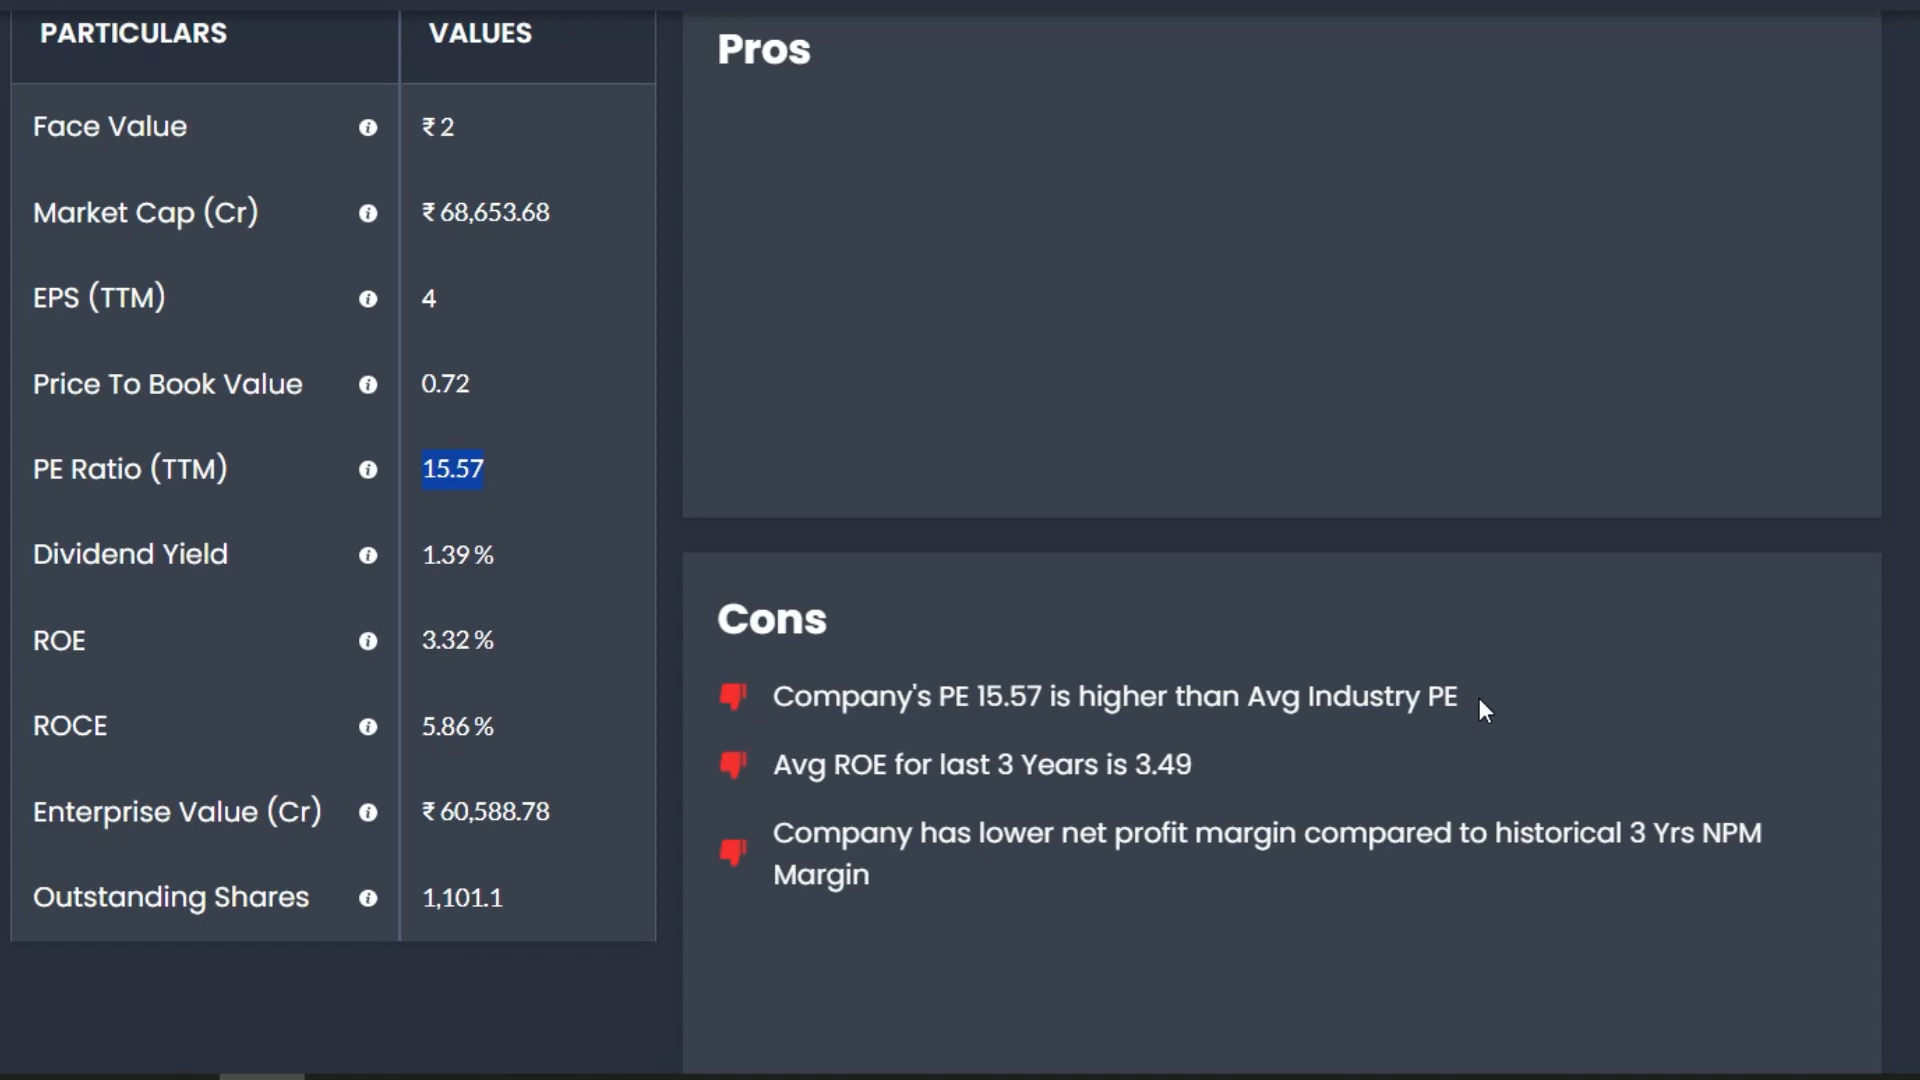 PARTICULARS VALUES
Face Value ₹ 2
Market Cap (Cr) ₹ 68,653.68
EPS (TTM) 4
Price To Book Value 0.72
PE Ratio (TTM) 15.57
Dividend Yield 1.39 %
ROE 3.32 %
ROCE 5.86 %
Enterprise Value (Cr) ₹ 60,588.78
Outstanding Shares 1,101.1
Pros
Cons
Company's PE 15.57 is higher than Avg Industry PE
Avg ROE for last 3 Years is 3.49
Company has lower net profit margin compared to historical 3 Yrs NPM
Margin